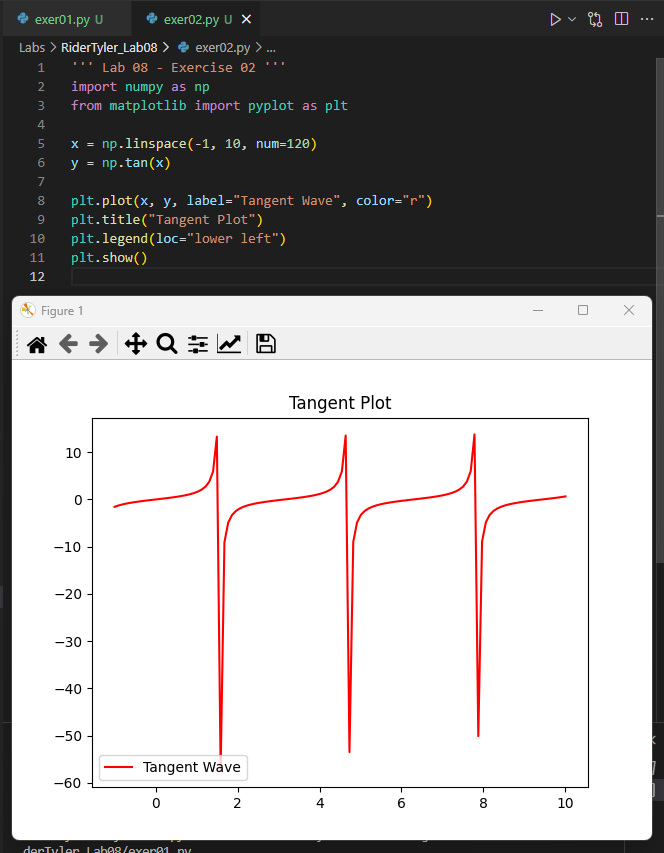 exer01.py U exer02.py U
Labs > RiderTyler_Lab08 > exer02.py > ...
1 ''' Lab 08 - Exercise 02 '''
2 import numpy as np
3 from matplotlib import pyplot as plt
4
5 x = np.linspace(-1, 10, num=120)
6 y = np.tan(x)
7
8 plt.plot(x, y, label="Tangent Wave", color="r")
9 plt.title("Tangent Plot")
10 plt.legend(loc="lower left")
11 plt.show()
12
Figure 1
Tangent Plot
10
0
−10
−20
−30
−40
−50
Tangent Wave
−60
0 2 4 6 8 10
derTyler_Lab08/exer01.py